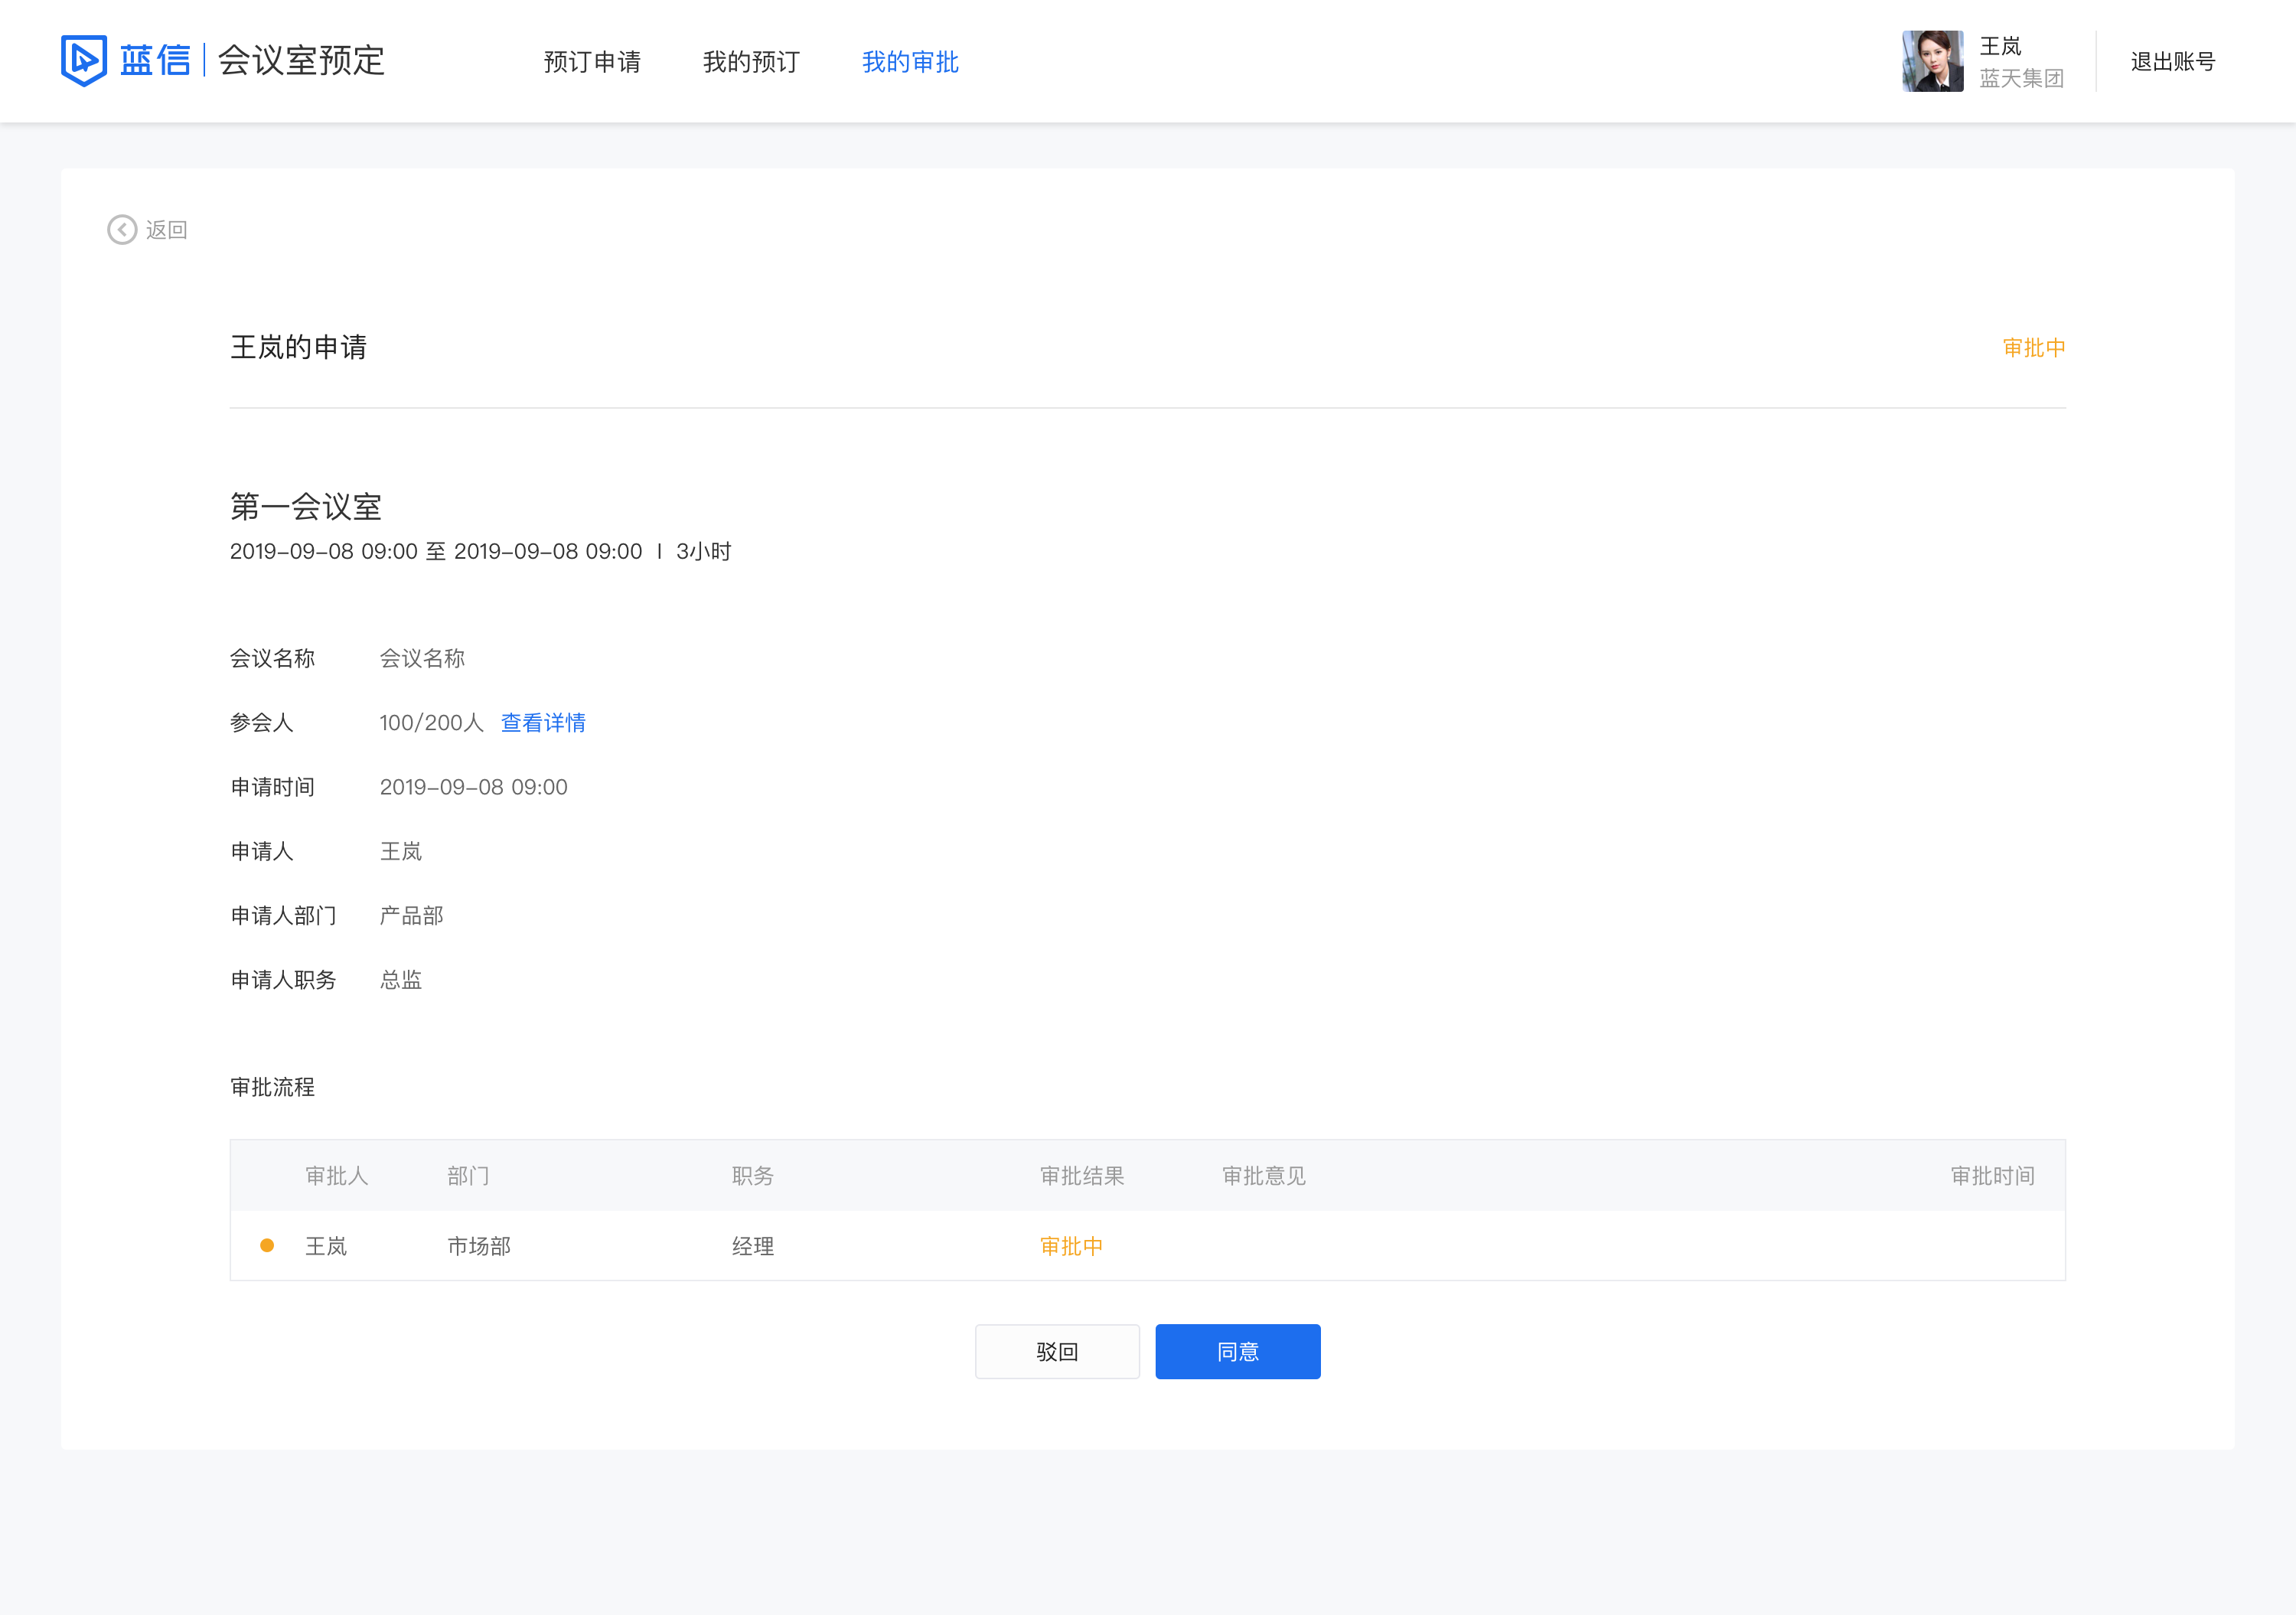 蓝信 | 会议室预定
预订申请 我的预订 我的审批
王岚
蓝天集团
退出账号
返回
王岚的申请
审批中
第一会议室
2019-09-08 09:00 至 2019-09-08 09:00 | 3小时
会议名称 会议名称
参会人 100/200人 查看详情
申请时间 2019-09-08 09:00
申请人 王岚
申请人部门 产品部
申请人职务 总监
审批流程
审批人 部门 职务 审批结果 审批意见 审批时间
王岚 市场部 经理 审批中
驳回 同意